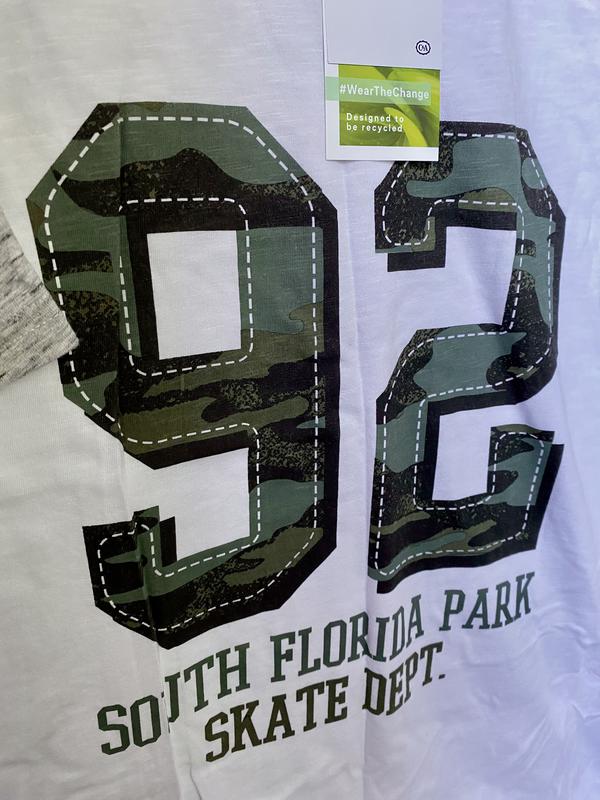 C&A
#WearTheChange
Designed to
be recycled
92
SOUTH FLORIDA PARK
SKATE DEPT.